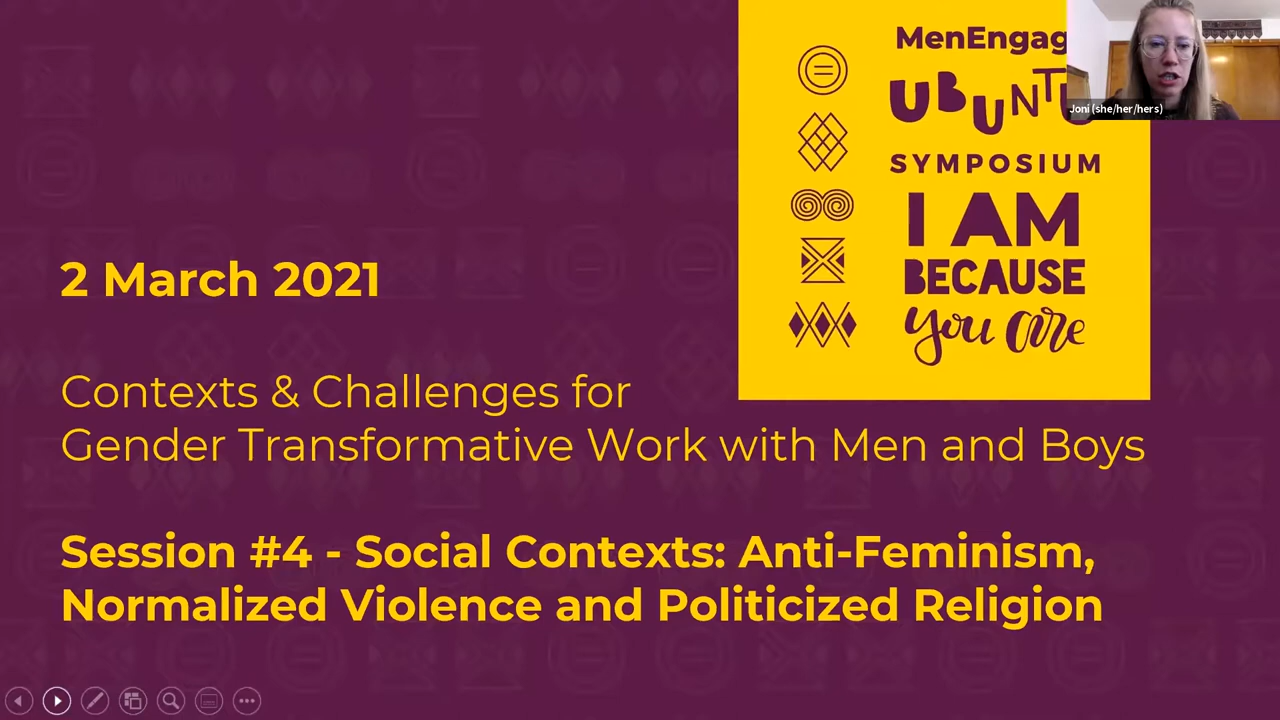 MenEngag
UBUNTU
SYMPOSIUM
I AM
BECAUSE
you are
Joni (she/her/hers)
2 March 2021
Contexts & Challenges for
Gender Transformative Work with Men and Boys
Session #4 - Social Contexts: Anti-Feminism,
Normalized Violence and Politicized Religion